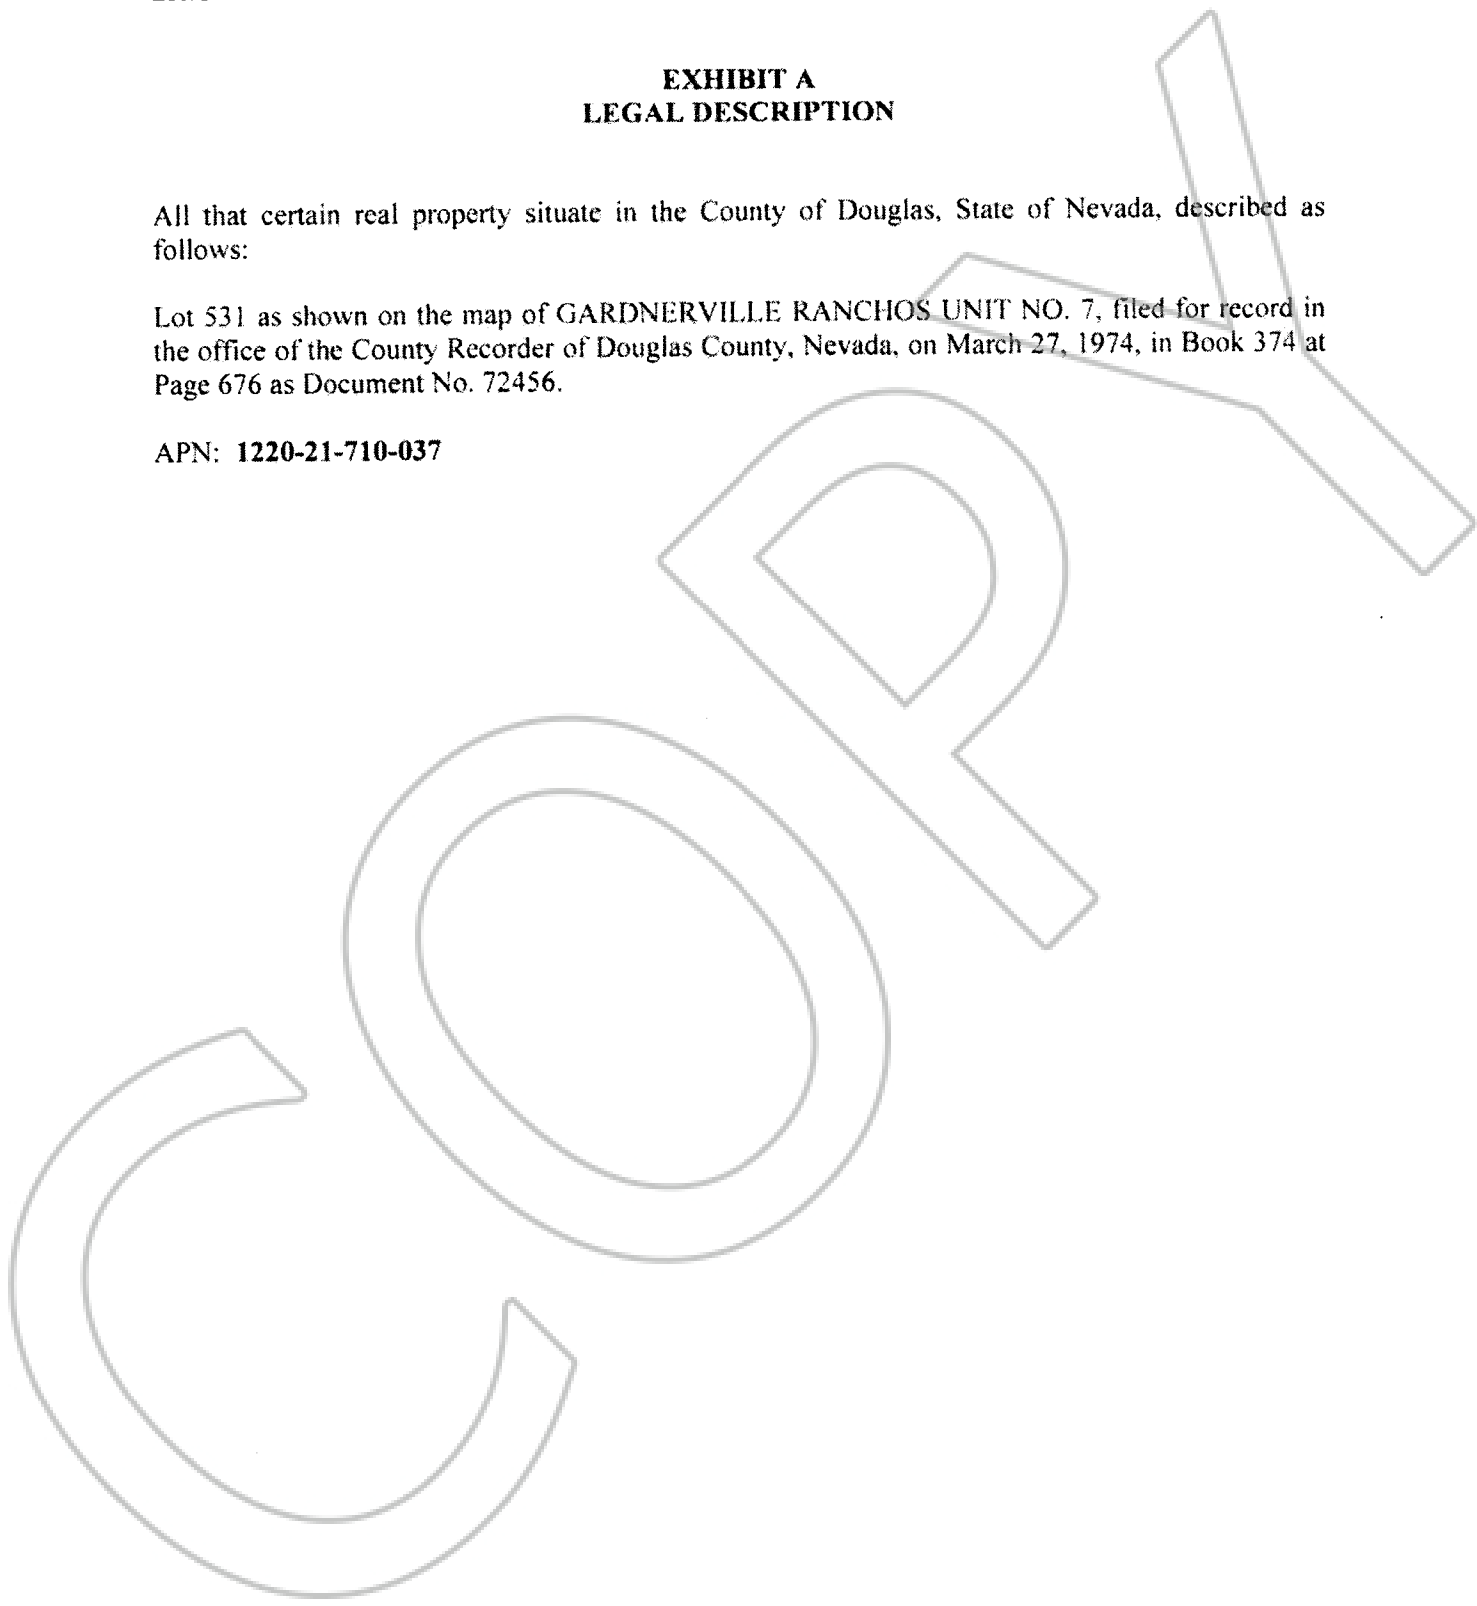 EXHIBIT A
LEGAL DESCRIPTION
All that certain real property situate in the County of Douglas, State of Nevada, described as
follows:
Lot 531 as shown on the map of GARDNERVILLE RANCHOS UNIT NO. 7, filed for record in
the office of the County Recorder of Douglas County, Nevada, on March 27, 1974, in Book 374 at
Page 676 as Document No. 72456.
APN: 1220-21-710-037
COPY